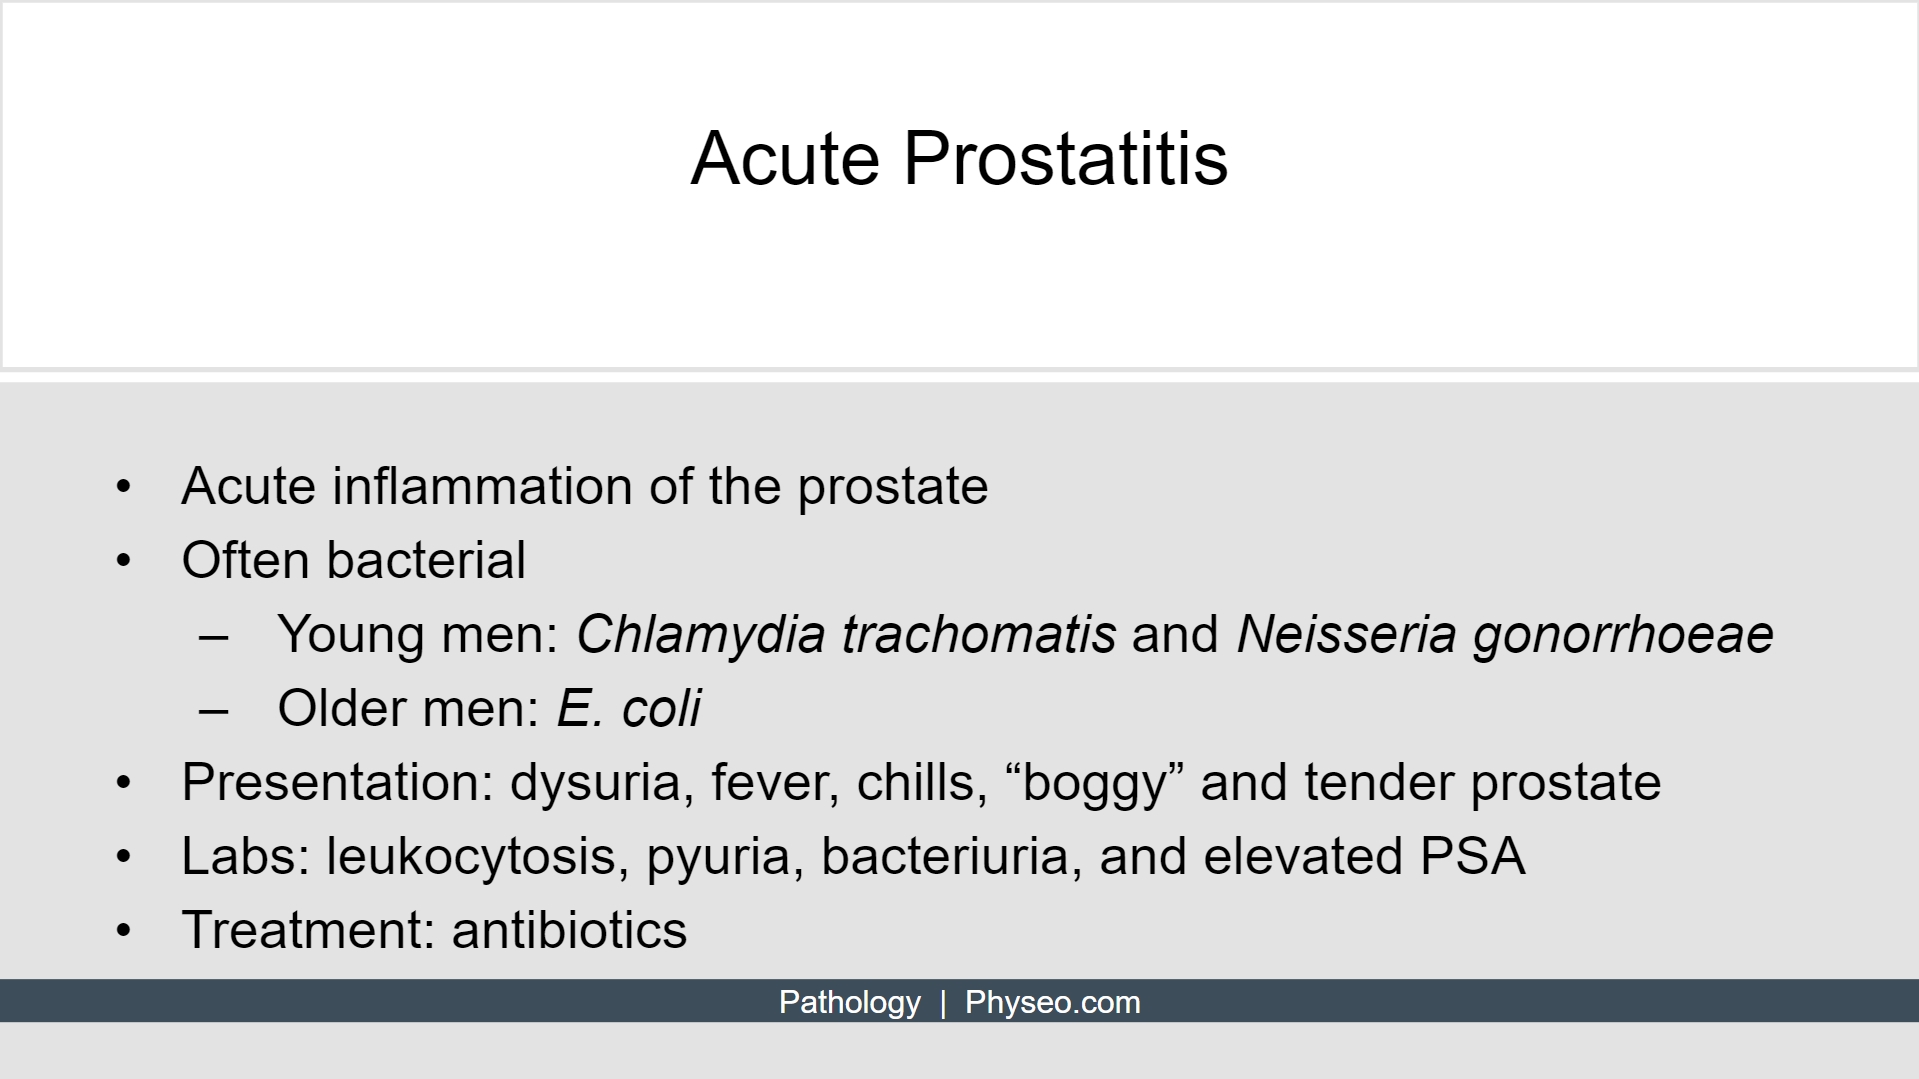 Acute Prostatitis
• Acute inflammation of the prostate
• Often bacterial
– Young men: Chlamydia trachomatis and Neisseria gonorrhoeae
– Older men: E. coli
• Presentation: dysuria, fever, chills, “boggy” and tender prostate
• Labs: leukocytosis, pyuria, bacteriuria, and elevated PSA
• Treatment: antibiotics
Pathology | Physeo.com